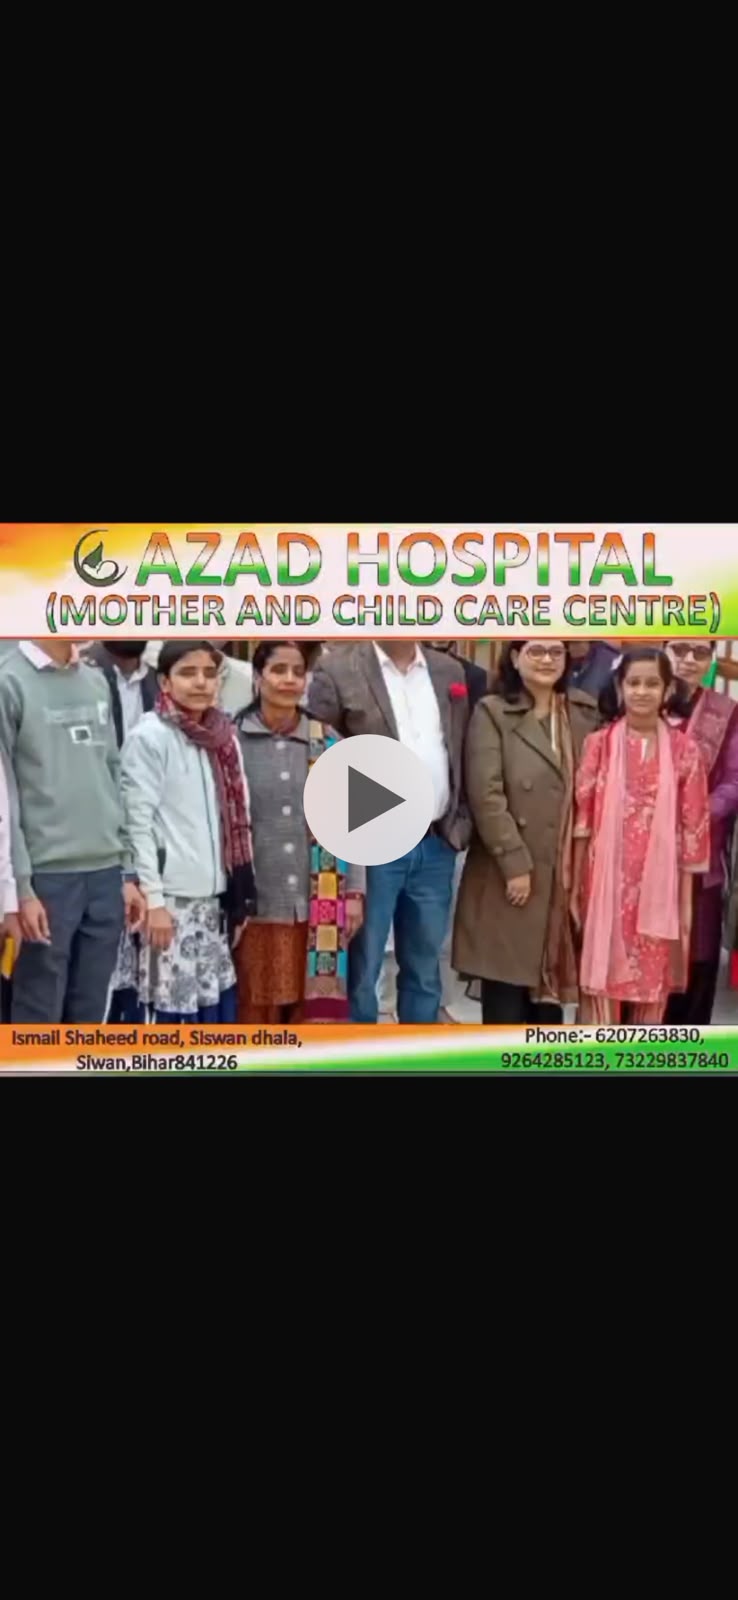 AZAD HOSPITAL
(MOTHER AND CHILD CARE CENTRE)
Ismail Shaheed road, Siswan dhala,
Siwan,Bihar841226
Phone:- 6207263830,
9264285123, 73229837840